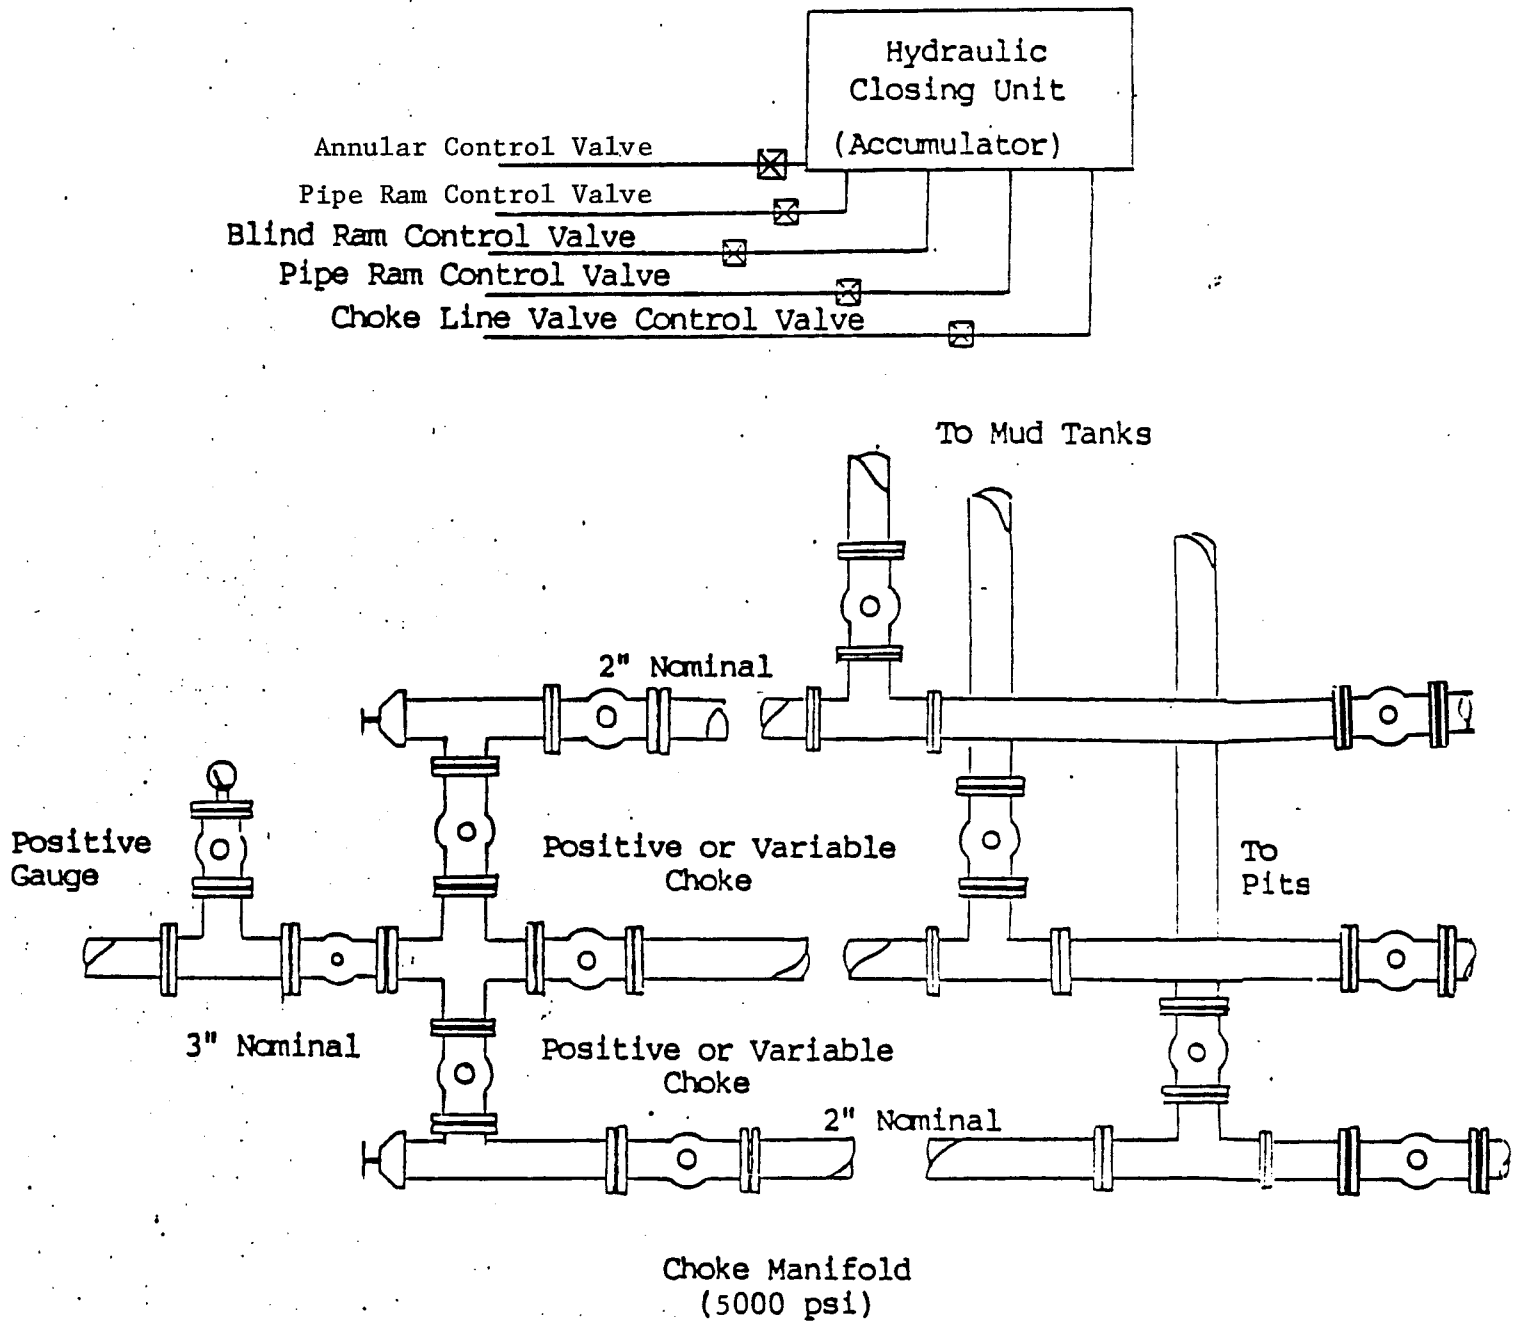 Hydraulic
Closing Unit
(Accumulator)
Annular Control Valve
Pipe Ram Control Valve
Blind Ram Control Valve
Pipe Ram Control Valve
Choke Line Valve Control Valve
To Mud Tanks
2" Nominal
Positive
Gauge
Positive or Variable
Choke
To
Pits
3" Nominal
Positive or Variable
Choke
2" Nominal
Choke Manifold
(5000 psi)